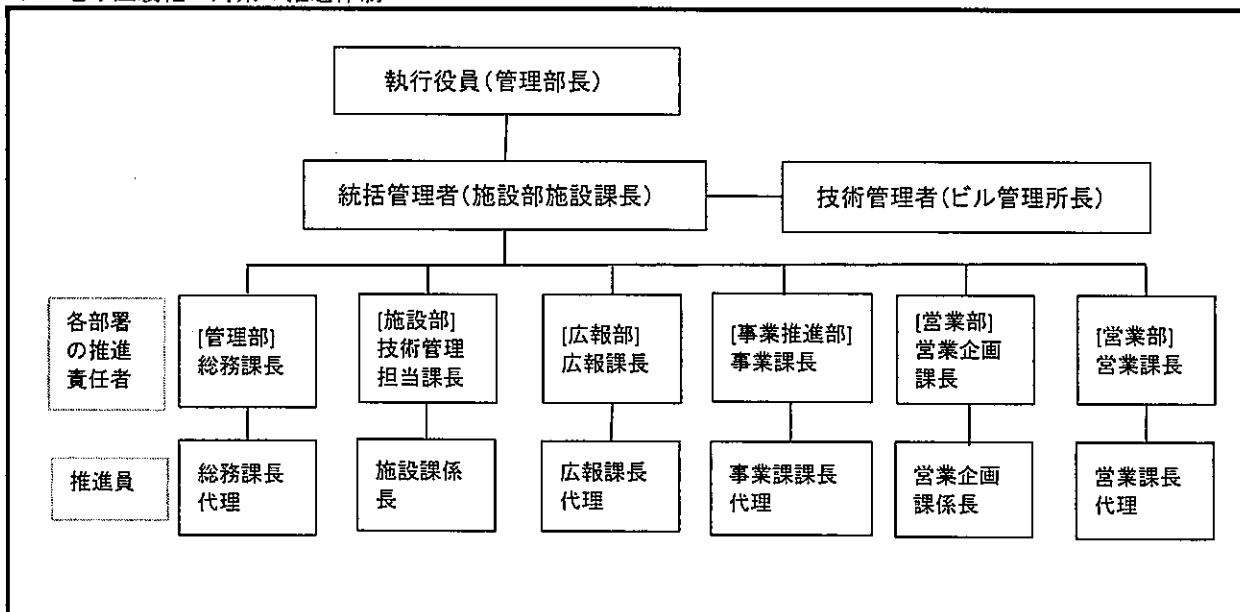 執行役員(管理部長)
統括管理者(施設部施設課長)
技術管理者(ビル管理所長)
各部署
の推進
責任者
[管理部]
総務課長
[施設部]
技術管理
担当課長
[広報部]
広報課長
[事業推進部]
事業課長
[営業部]
営業企画
課長
[営業部]
営業課長
推進員
総務課長
代理
施設課係
長
広報課長
代理
事業課課長
代理
営業企画
課係長
営業課長
代理